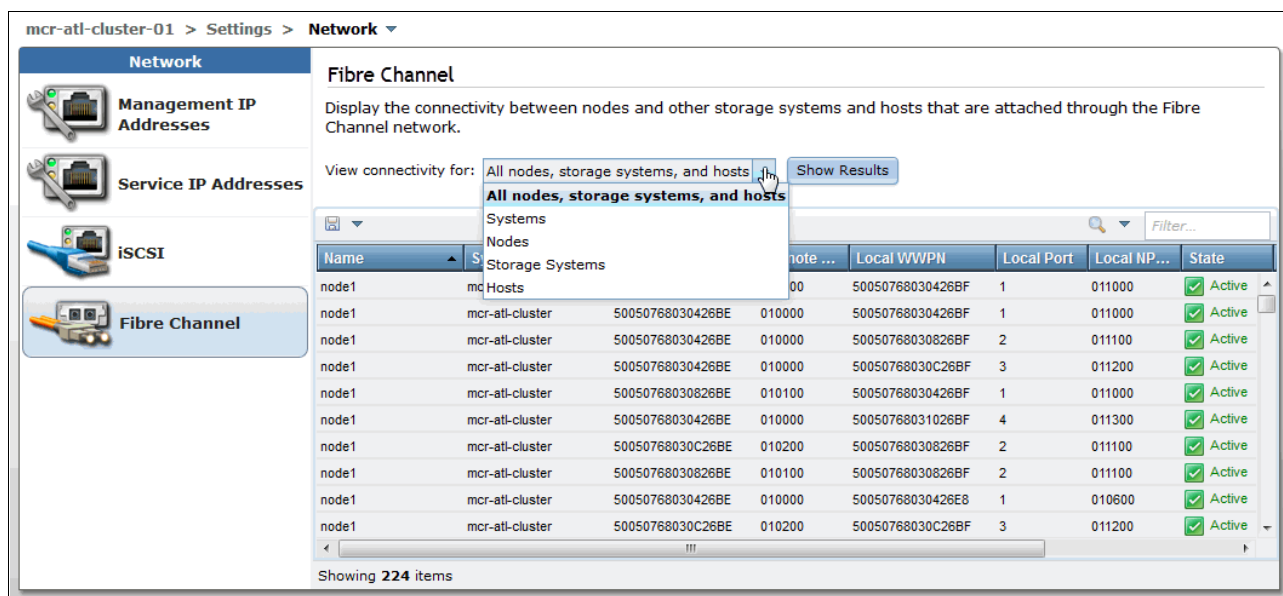 mcr-atl-cluster-01 > Settings > Network
Network
Management IP
Addresses
Service IP Addresses
iSCSI
Fibre Channel
Fibre Channel
Display the connectivity between nodes and other storage systems and hosts that are attached through the Fibre
Channel network.
View connectivity for: All nodes, storage systems, and hosts Show Results
All nodes, storage systems, and hosts
Systems
Nodes
Storage Systems
Hosts
Filter...
Name Local WWPN Local Port Local NP... State
node1 50050768030426BF 1 011000 Active
node1 mcr-atl-cluster 50050768030426BE 010000 50050768030426BF 1 011000 Active
node1 mcr-atl-cluster 50050768030426BE 010000 50050768030826BF 2 011100 Active
node1 mcr-atl-cluster 50050768030426BE 010000 50050768030C26BF 3 011200 Active
node1 mcr-atl-cluster 50050768030826BE 010100 50050768030426BF 1 011000 Active
node1 mcr-atl-cluster 50050768030426BE 010000 50050768031026BF 4 011300 Active
node1 mcr-atl-cluster 50050768030C26BE 010200 50050768030826BF 2 011100 Active
node1 mcr-atl-cluster 50050768030826BE 010100 50050768030826BF 2 011100 Active
node1 mcr-atl-cluster 50050768030426BE 010000 50050768030426E8 1 010600 Active
node1 mcr-atl-cluster 50050768030C26BE 010200 50050768030C26BF 3 011200 Active
Showing 224 items